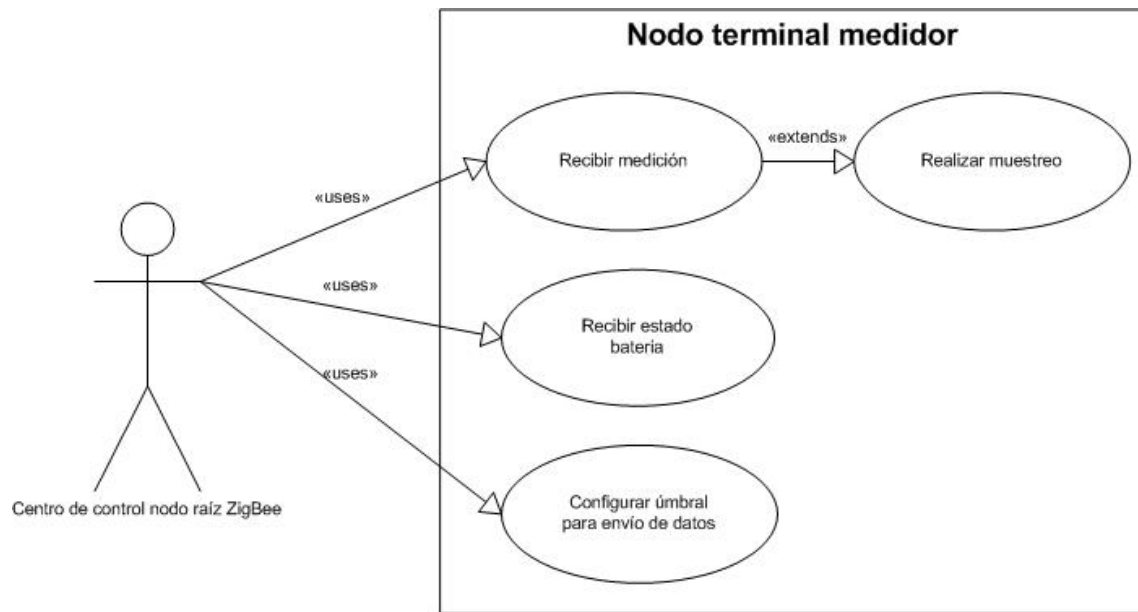 Nodo terminal medidor
Recibir medición
«extends»
Realizar muestreo
«uses»
«uses»
Recibir estado
bateria
«uses»
Configurar úmbral
para envío de datos
Centro de control nodo raíz ZigBee